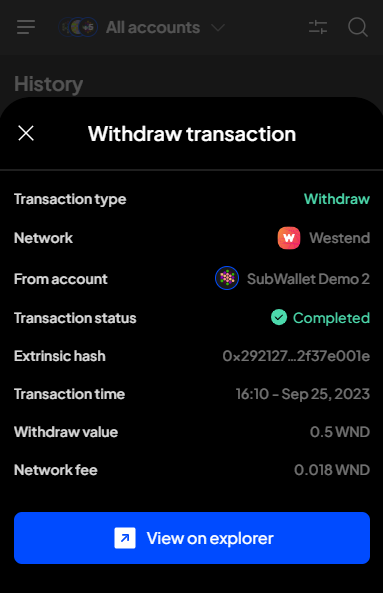 +5 All accounts
History
Withdraw transaction
Transaction type Withdraw
Network Westend
From account SubWallet Demo 2
Transaction status Completed
Extrinsic hash 0x292127...2f37e001e
Transaction time 16:10 - Sep 25, 2023
Withdraw value 0.5 WND
Network fee 0.018 WND
View on explorer